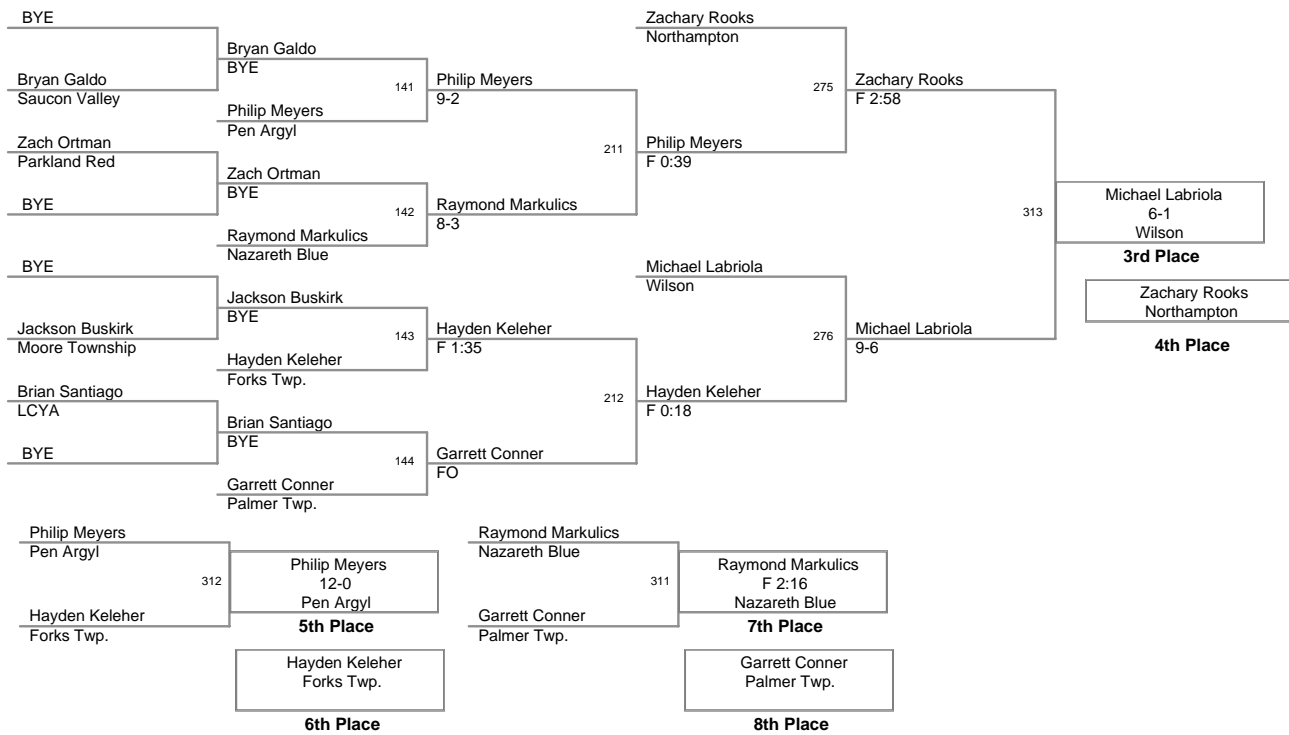 BYE
Bryan Galdo
Saucon Valley
Zach Ortman
Parkland Red
BYE
BYE
Jackson Buskirk
Moore Township
Brian Santiago
LCYA
BYE
Bryan Galdo
BYE
141
Philip Meyers
Pen Argyl
Zach Ortman
BYE
142
Raymond Markulics
Nazareth Blue
Jackson Buskirk
BYE
143
Hayden Keleher
Forks Twp.
Brian Santiago
BYE
144
Garrett Conner
Palmer Twp.
Philip Meyers
9-2
211
Raymond Markulics
8-3
Hayden Keleher
F 1:35
212
Garrett Conner
FO
Zachary Rooks
Northampton
275
Philip Meyers
F 0:39
Michael Labriola
Wilson
276
Hayden Keleher
F 0:18
Zachary Rooks
F 2:58
313
Michael Labriola
9-6
Michael Labriola
6-1
Wilson
3rd Place
Zachary Rooks
Northampton
4th Place
Philip Meyers
Pen Argyl
312
Hayden Keleher
Forks Twp.
Philip Meyers
12-0
Pen Argyl
5th Place
Hayden Keleher
Forks Twp.
6th Place
Raymond Markulics
Nazareth Blue
311
Garrett Conner
Palmer Twp.
Raymond Markulics
F 2:16
Nazareth Blue
7th Place
Garrett Conner
Palmer Twp.
8th Place